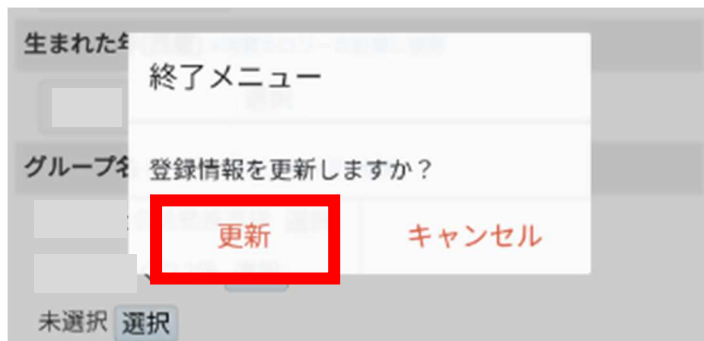 生まれた年
終了メニュー
グループ名
登録情報を更新しますか？
更新 キャンセル
未選択 選択